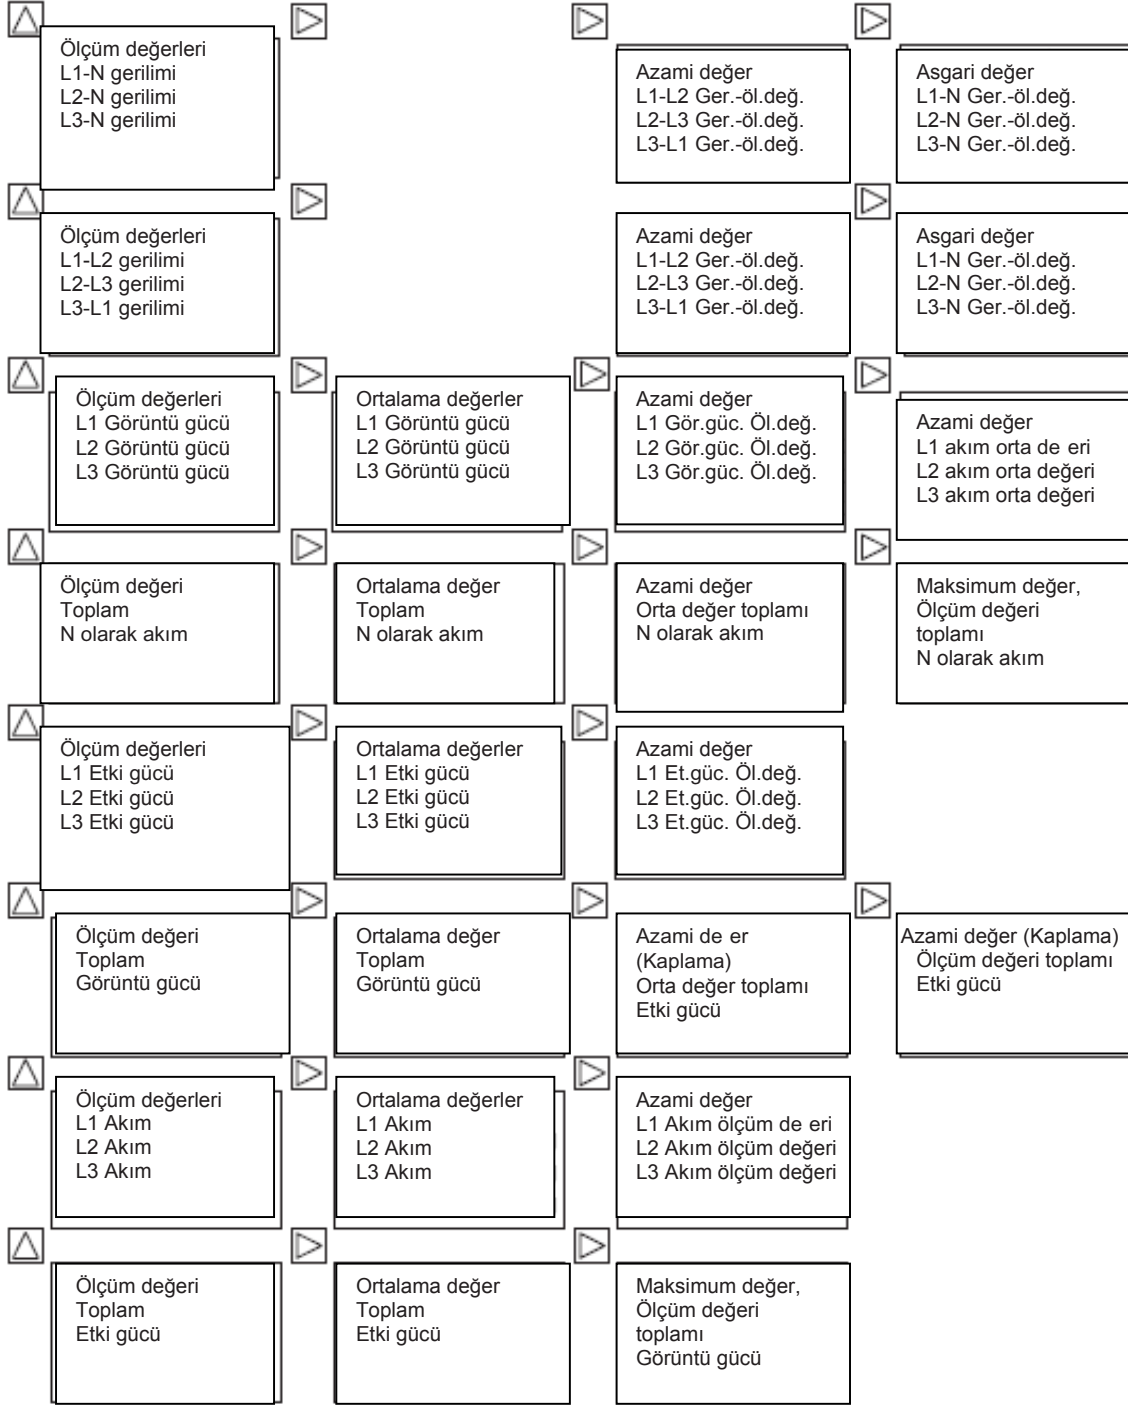 Ölçüm değerleri
L1-N gerilimi
L2-N gerilimi
L3-N gerilimi
Azami değer
L1-L2 Ger.-öl.değ.
L2-L3 Ger.-öl.değ.
L3-L1 Ger.-öl.değ.
Asgari değer
L1-N Ger.-öl.değ.
L2-N Ger.-öl.değ.
L3-N Ger.-öl.değ.
Ölçüm değerleri
L1-L2 gerilimi
L2-L3 gerilimi
L3-L1 gerilimi
Azami değer
L1-L2 Ger.-öl.değ.
L2-L3 Ger.-öl.değ.
L3-L1 Ger.-öl.değ.
Asgari değer
L1-N Ger.-öl.değ.
L2-N Ger.-öl.değ.
L3-N Ger.-öl.değ.
Ölçüm değerleri
L1 Görüntü gücü
L2 Görüntü gücü
L3 Görüntü gücü
Ortalama değerler
L1 Görüntü gücü
L2 Görüntü gücü
L3 Görüntü gücü
Azami değer
L1 Gör.güc. Öl.değ.
L2 Gör.güc. Öl.değ.
L3 Gör.güc. Öl.değ.
Azami değer
L1 akım orta de eri
L2 akım orta değeri
L3 akım orta değeri
Ölçüm değeri
Toplam
N olarak akım
Ortalama değer
Toplam
N olarak akım
Azami değer
Orta değer toplamı
N olarak akım
Maksimum değer,
Ölçüm değeri
toplamı
N olarak akım
Ölçüm değerleri
L1 Etki gücü
L2 Etki gücü
L3 Etki gücü
Ortalama değerler
L1 Etki gücü
L2 Etki gücü
L3 Etki gücü
Azami değer
L1 Et.güc. Öl.değ.
L2 Et.güc. Öl.değ.
L3 Et.güc. Öl.değ.
Ölçüm değeri
Toplam
Görüntü gücü
Ortalama değer
Toplam
Görüntü gücü
Azami de er
(Kaplama)
Orta değer toplamı
Etki gücü
Azami değer (Kaplama)
Ölçüm değeri toplamı
Etki gücü
Ölçüm değerleri
L1 Akım
L2 Akım
L3 Akım
Ortalama değerler
L1 Akım
L2 Akım
L3 Akım
Azami değer
L1 Akım ölçüm de eri
L2 Akım ölçüm değeri
L3 Akım ölçüm değeri
Ölçüm değeri
Toplam
Etki gücü
Ortalama değer
Toplam
Etki gücü
Maksimum değer,
Ölçüm değeri
toplamı
Görüntü gücü